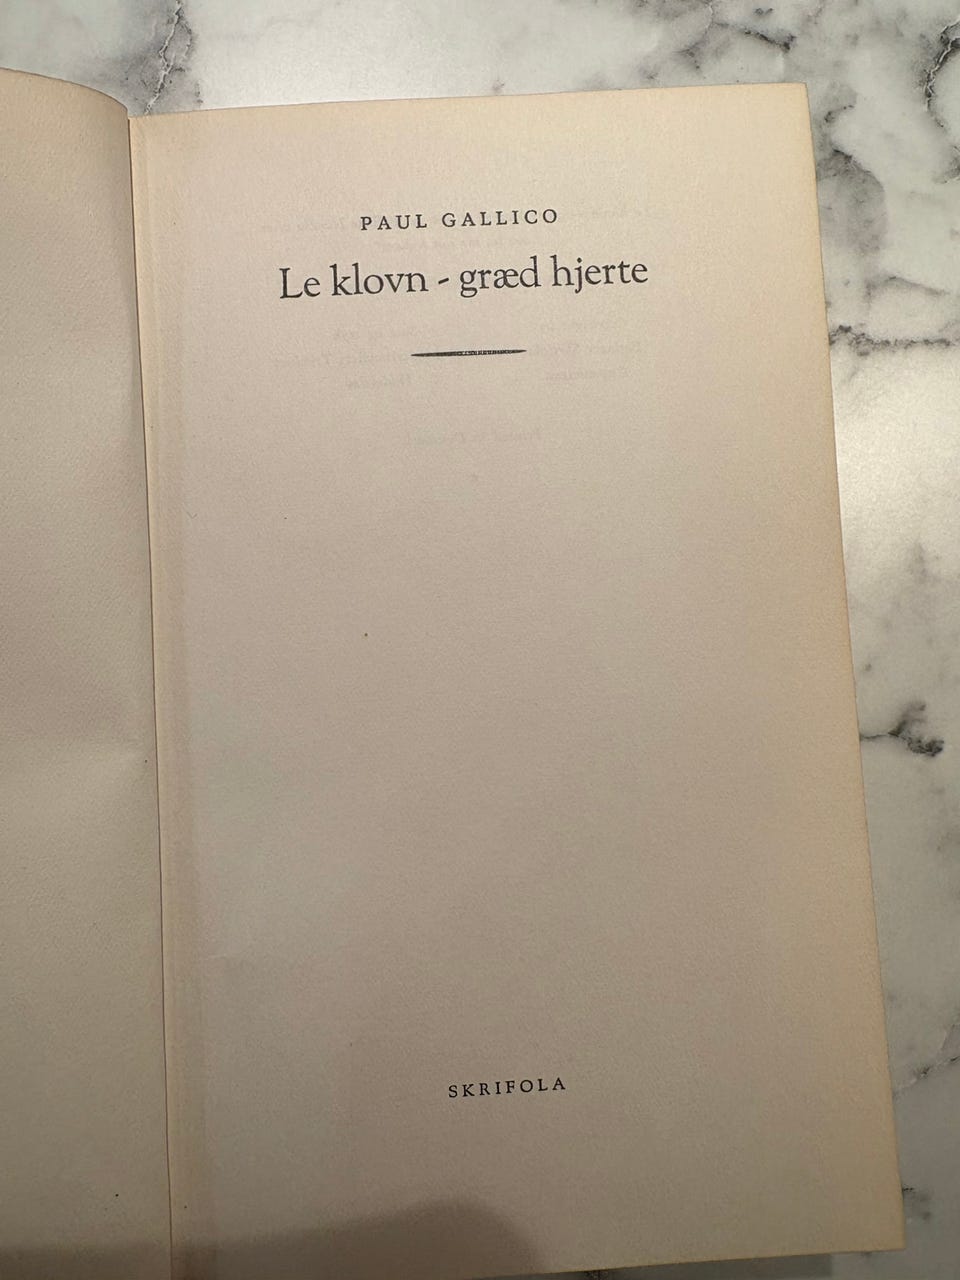 PAUL GALLICO
Le klovn - græd hjerte
SKRIFOLA